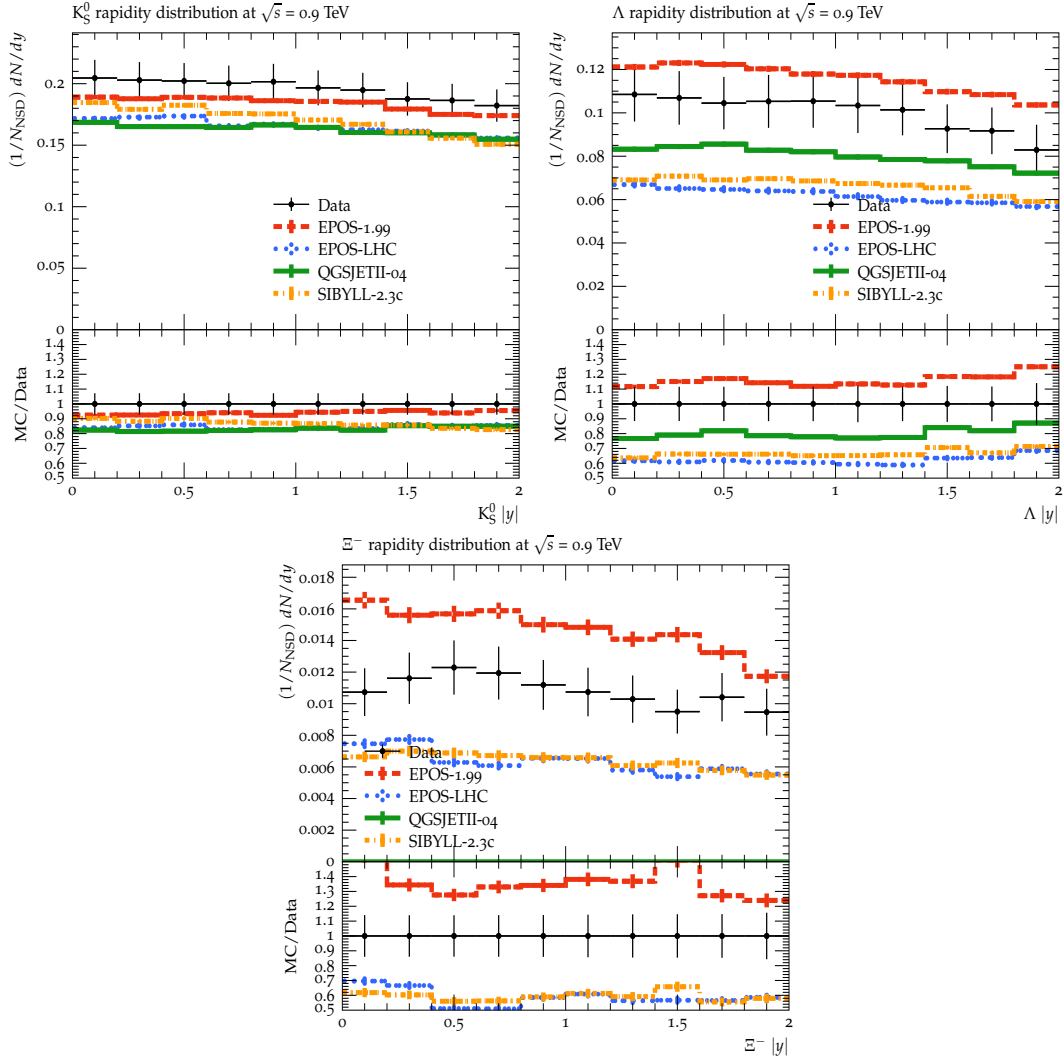 K⁰_S rapidity distribution at √s = 0.9 TeV
(1/N_NSD) dN/dy
0.2
0.15
0.1
0.05
0
Data
EPOS-1.99
EPOS-LHC
QGSJETII-04
SIBYLL-2.3c
MC/Data
1.4
1.3
1.2
1.1
1
0.9
0.8
0.7
0.6
0.5
0 0.5 1 1.5 2
K⁰_S |y|
Λ rapidity distribution at √s = 0.9 TeV
(1/N_NSD) dN/dy
0.12
0.1
0.08
0.06
0.04
0.02
0
Data
EPOS-1.99
EPOS-LHC
QGSJETII-04
SIBYLL-2.3c
MC/Data
1.4
1.3
1.2
1.1
1
0.9
0.8
0.7
0.6
0.5
0 0.5 1 1.5 2
Λ |y|
Ξ⁻ rapidity distribution at √s = 0.9 TeV
(1/N_NSD) dN/dy
0.018
0.016
0.014
0.012
0.01
0.008
0.006
0.004
0.002
0
Data
EPOS-1.99
EPOS-LHC
QGSJETII-04
SIBYLL-2.3c
MC/Data
1.4
1.3
1.2
1.1
1
0.9
0.8
0.7
0.6
0.5
0 0.5 1 1.5 2
Ξ⁻ |y|